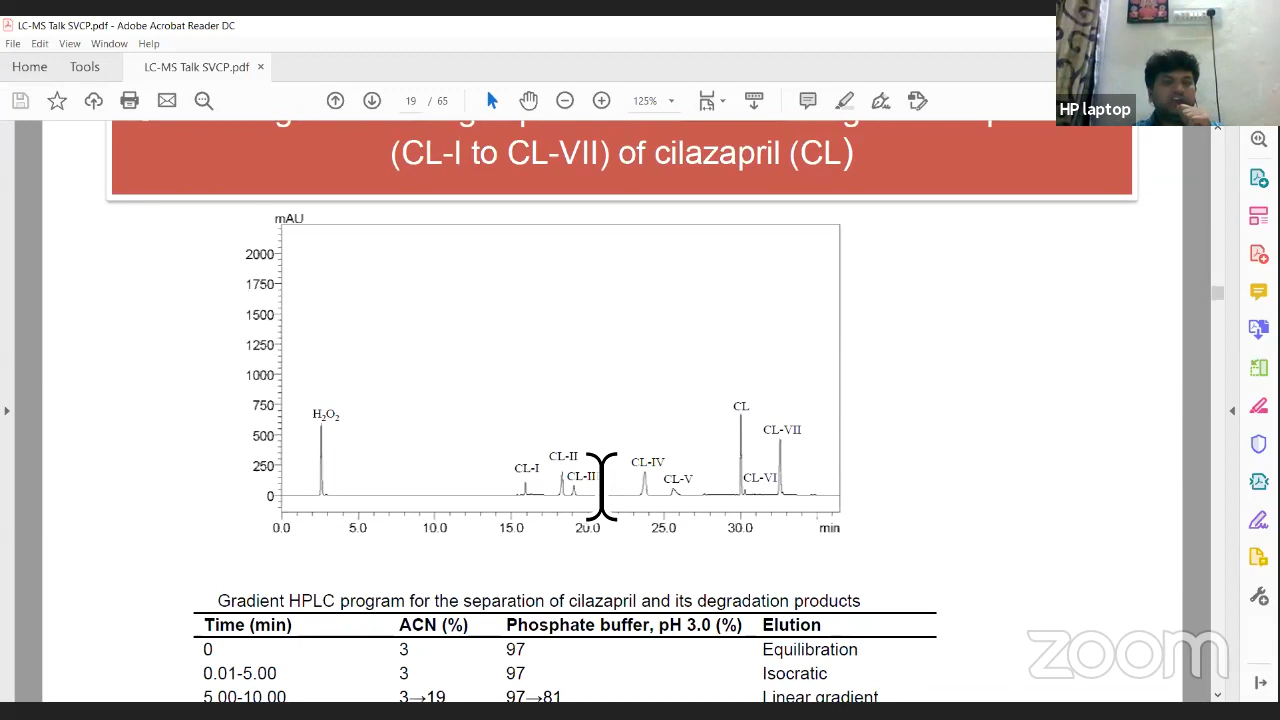 LC-MS Talk SVCP.pdf - Adobe Acrobat Reader DC
File Edit View Window Help
Home Tools LC-MS Talk SVCP.pdf ×
19 / 65 125%
HP laptop
(CL-I to CL-VII) of cilazapril (CL)
mAU
2000
1750
1500
1250
1000
750
500
250
0
H2O2
CL-I
CL-II
CL-III
CL-IV
CL-V
CL
CL-VI
CL-VII
0.0 5.0 10.0 15.0 20.0 25.0 30.0 min
Gradient HPLC program for the separation of cilazapril and its degradation products
Time (min) ACN (%) Phosphate buffer, pH 3.0 (%) Elution
0 3 97 Equilibration
0.01-5.00 3 97 Isocratic
5.00-10.00 3→19 97→81 Linear gradient
zoom